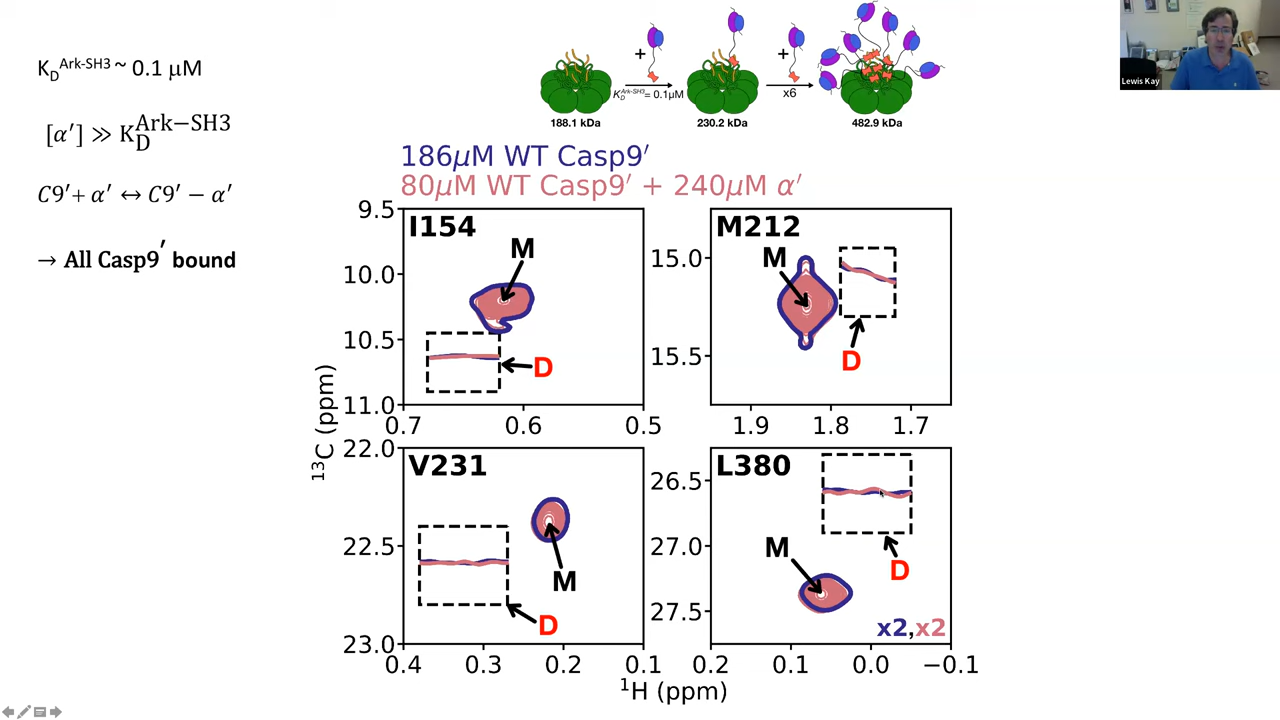 K_D^Ark-SH3 ~ 0.1 μM
[α′] ≫ K_D^Ark−SH3
C9′+ α′ ↔ C9′ − α′
→ All Casp9′ bound
+
+
K_D^Ark-SH3= 0.1μM
x6
188.1 kDa
230.2 kDa
482.9 kDa
Lewis Kay
186μM WT Casp9′
80μM WT Casp9′ + 240μM α′
I154
M
D
9.5
10.0
10.5
11.0
0.7
0.6
0.5
M212
M
D
15.0
15.5
1.9
1.8
1.7
V231
M
D
22.0
22.5
23.0
0.4
0.3
0.2
0.1
L380
M
D
x2,x2
26.5
27.0
27.5
0.2
0.1
0.0
−0.1
13C (ppm)
1H (ppm)